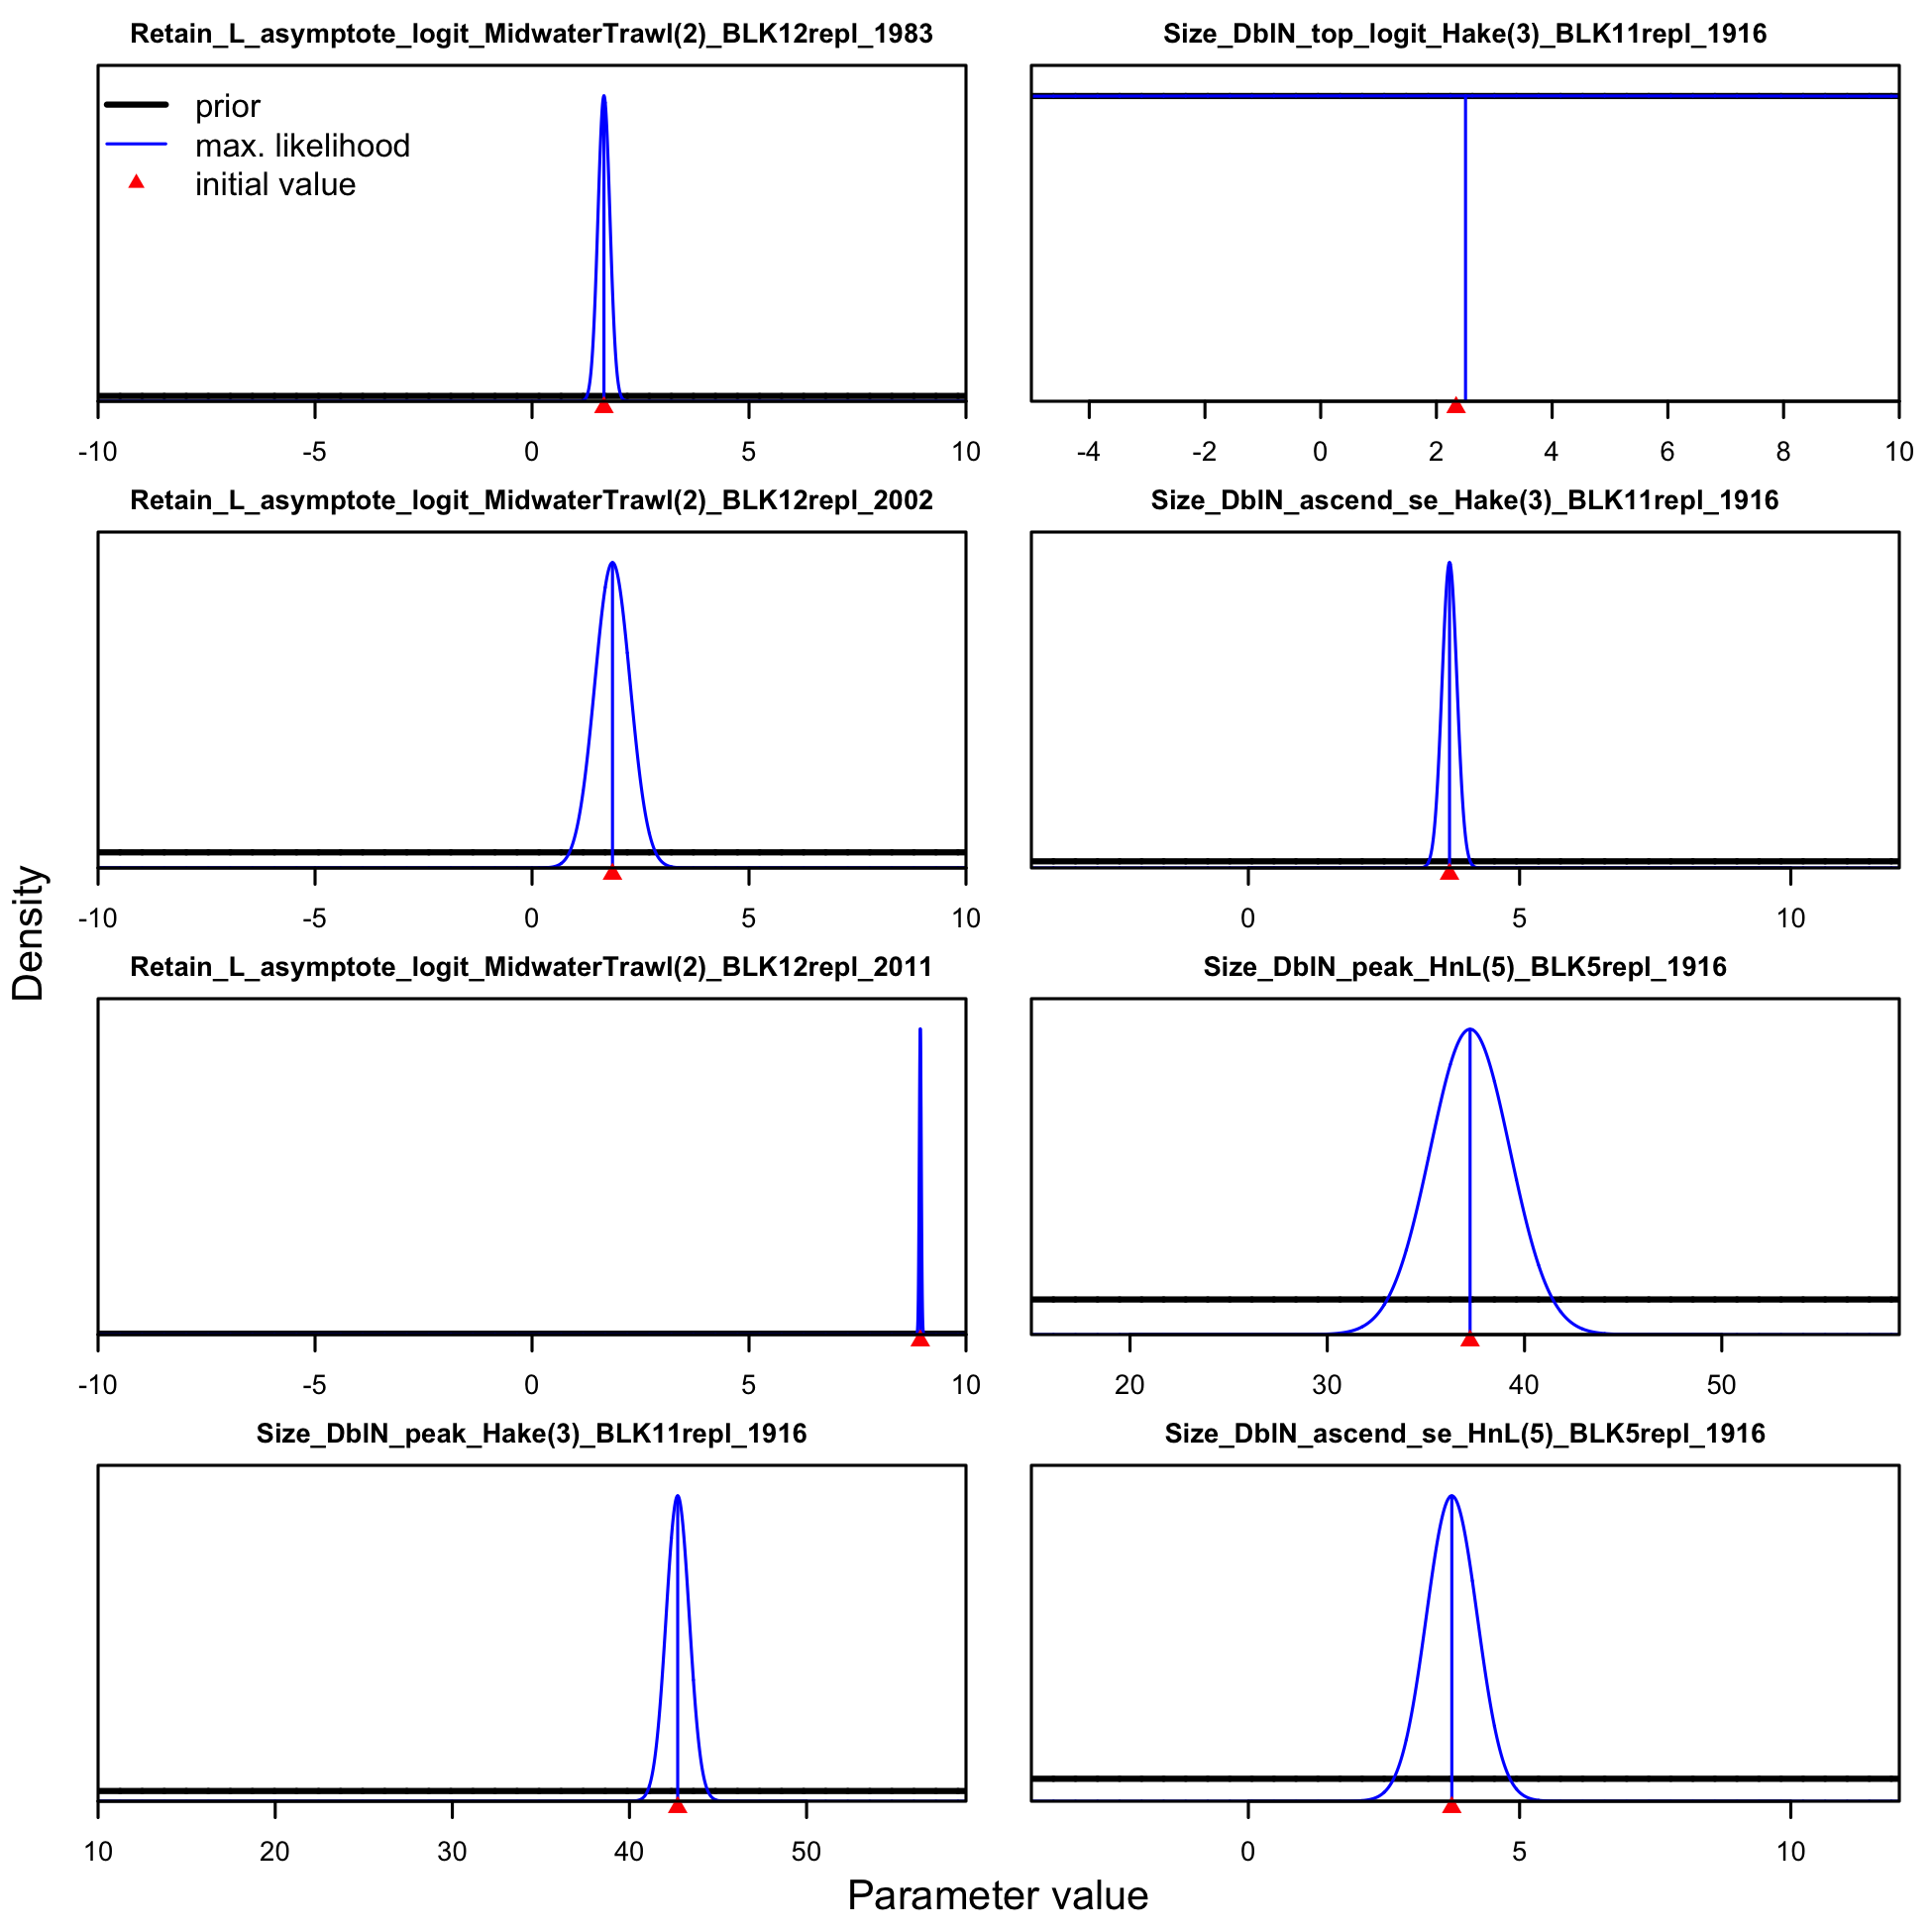 Retain_L_asymptote_logit_MidwaterTrawl(2)_BLK12repl_1983
prior
max. likelihood
initial value
-10 -5 0 5 10
Size_DblN_top_logit_Hake(3)_BLK11repl_1916
-4 -2 0 2 4 6 8 10
Retain_L_asymptote_logit_MidwaterTrawl(2)_BLK12repl_2002
-10 -5 0 5 10
Size_DblN_ascend_se_Hake(3)_BLK11repl_1916
0 5 10
Retain_L_asymptote_logit_MidwaterTrawl(2)_BLK12repl_2011
-10 -5 0 5 10
Size_DblN_peak_HnL(5)_BLK5repl_1916
20 30 40 50
Size_DblN_peak_Hake(3)_BLK11repl_1916
10 20 30 40 50
Size_DblN_ascend_se_HnL(5)_BLK5repl_1916
0 5 10
Density
Parameter value